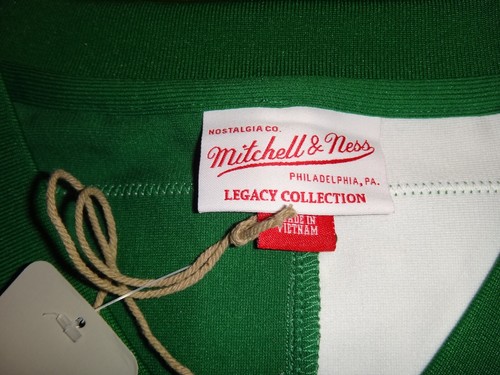 NOSTALGIA CO.
Mitchell & Ness
PHILADELPHIA, PA.
LEGACY COLLECTION
MADE IN
VIETNAM